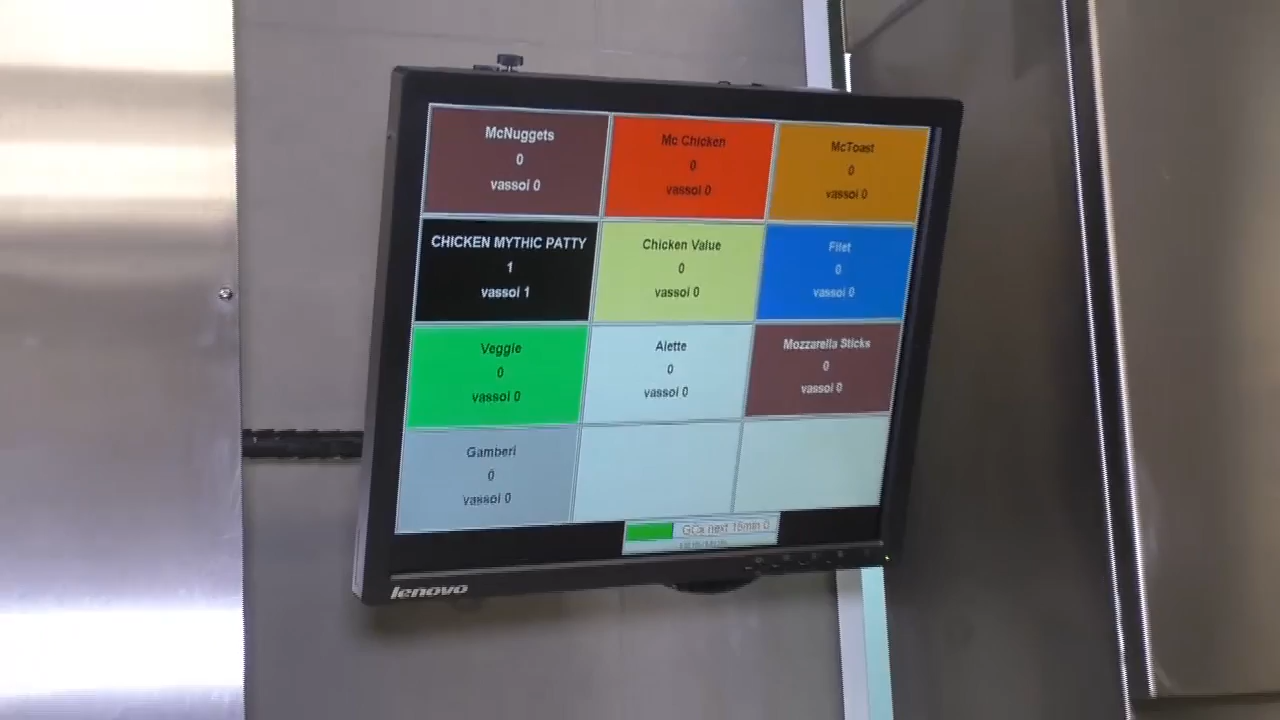 McNuggets
0
vassoi 0
Mc Chicken
0
vassoi 0
McToast
0
vassoi 0
CHICKEN MYTHIC PATTY
1
vassoi 1
Chicken Value
0
vassoi 0
Filet
0
vassoi 0
Veggie
0
vassoi 0
Alette
0
vassoi 0
Mozzarella Sticks
0
vassoi 0
Gamberi
0
vassoi 0
GCs next 15min 0
lenovo